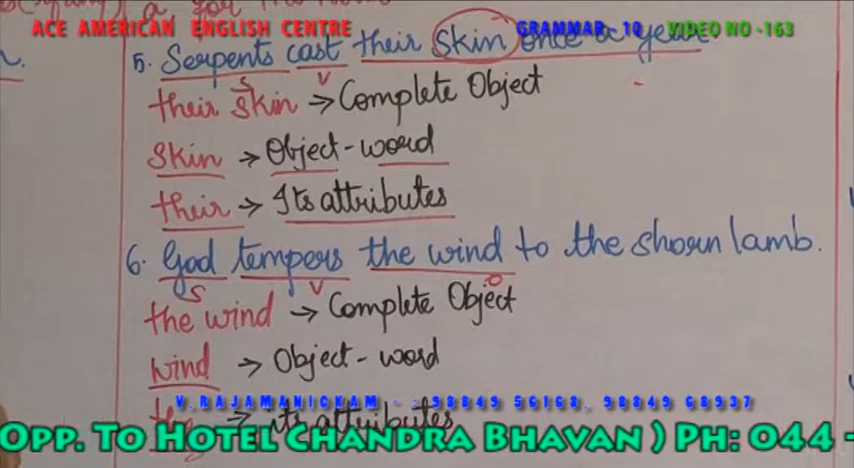 ACE AMERICAN ENGLISH CENTRE GRAMMAR - 10 VIDEO NO -163
5. Serpents cast their skin once a year.
S V
their skin → Complete Object
skin → Object-word
their → Its attributes
6. God tempers the wind to the shorn lamb.
S V O
the wind → Complete Object
wind → Object-word
V.RAJAMANICKAM - : 98849 56168, 98849 68937
→ its attributes
OPP. TO HOTEL CHANDRA BHAVAN ) PH: 044 -